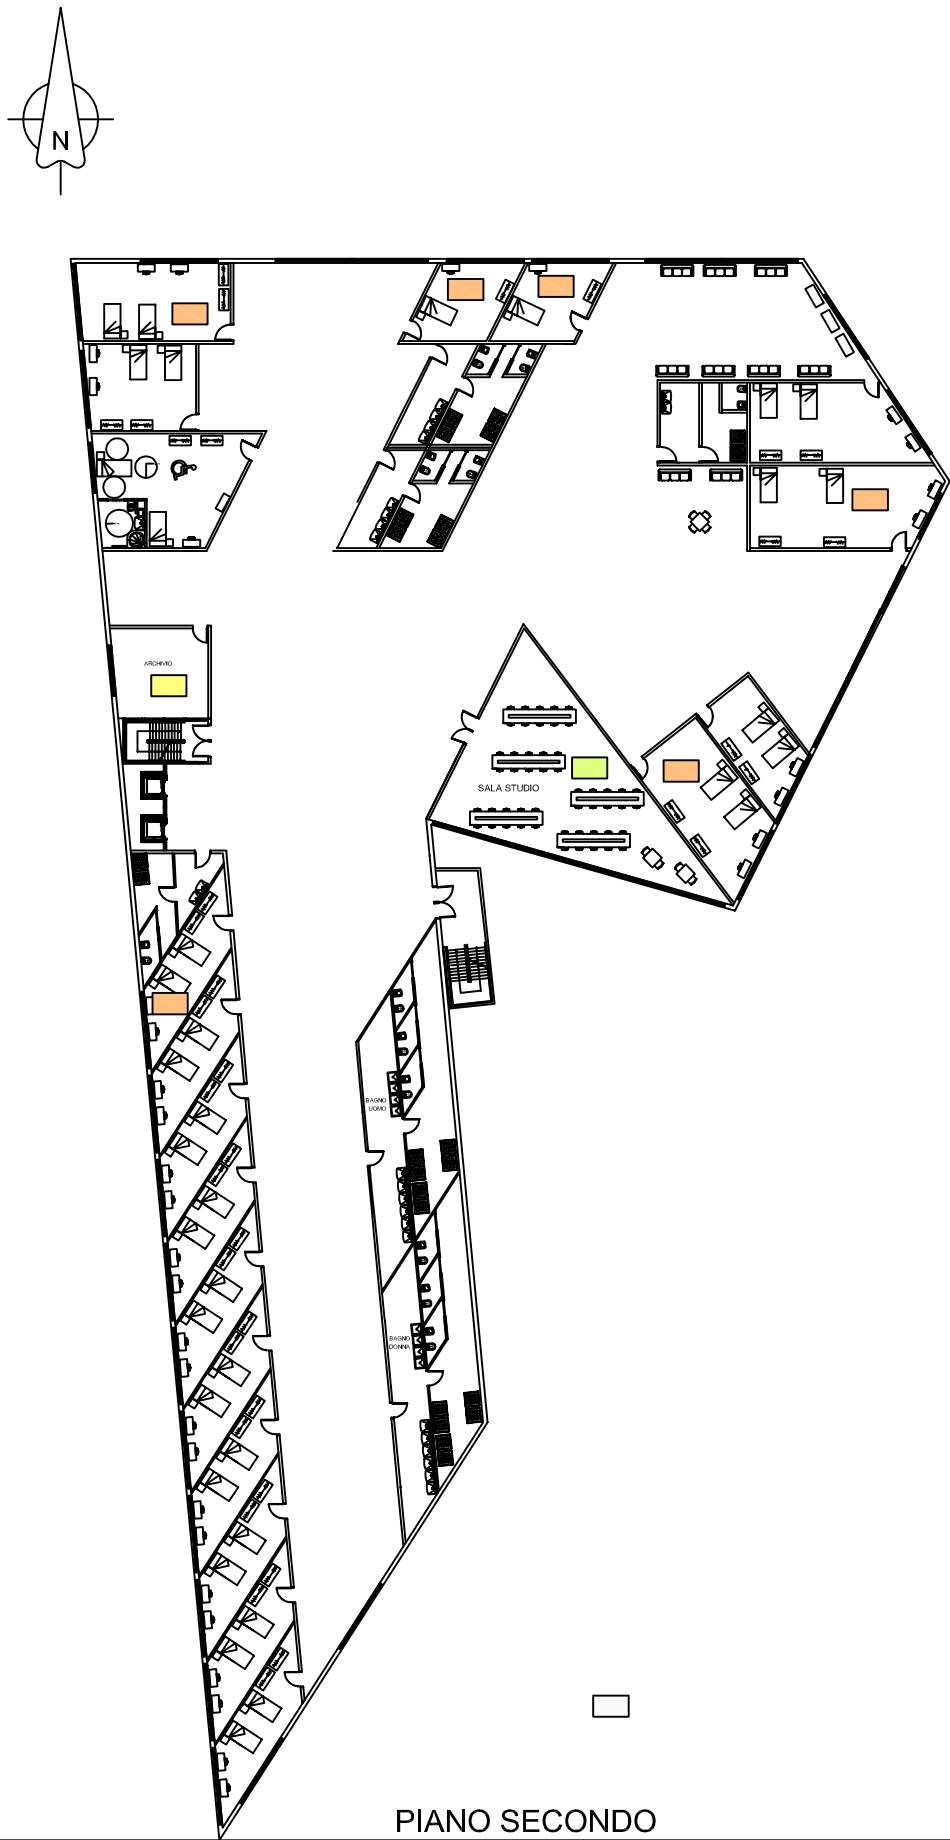 N
ARCHIVIO
SALA STUDIO
BAGNO
UOMO
BAGNO
DONNA
PIANO SECONDO